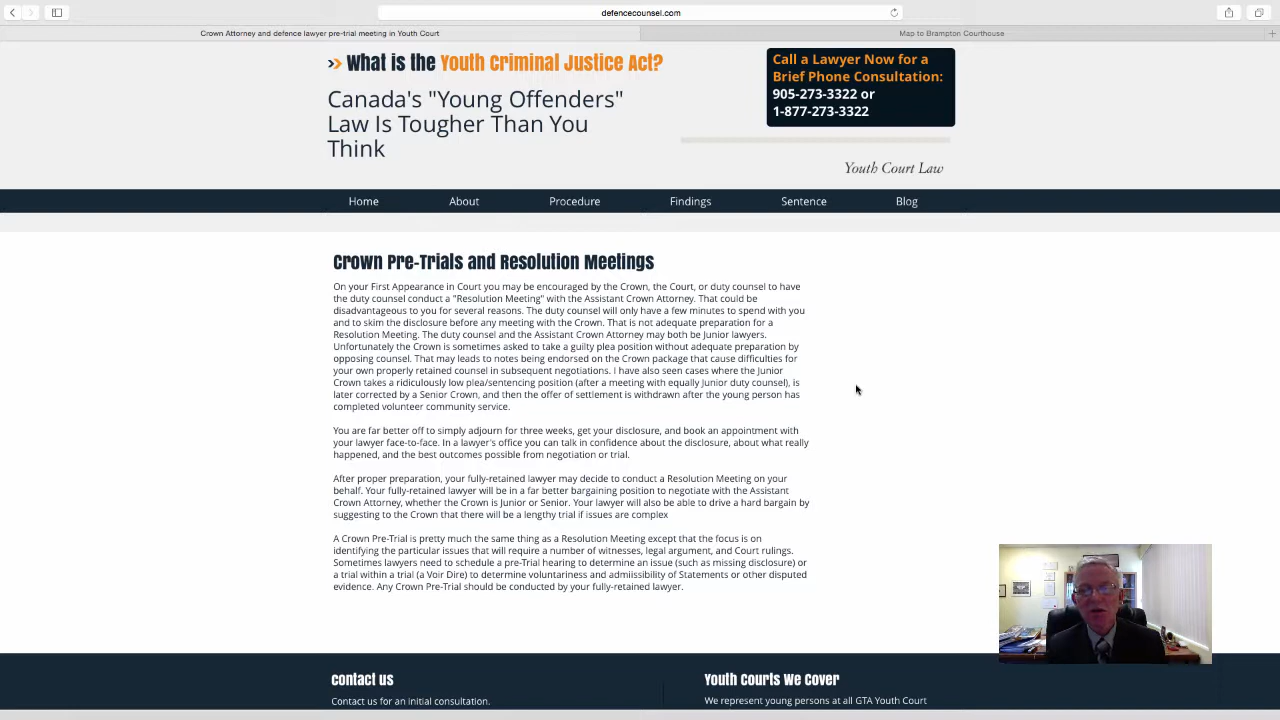 defencecounsel.com
Crown Attorney and defence lawyer pre-trial meeting in Youth Court
Map to Brampton Courthouse
What is the Youth Criminal Justice Act?
Canada's "Young Offenders"
Law Is Tougher Than You
Think
Call a Lawyer Now for a
Brief Phone Consultation:
905-273-3322 or
1-877-273-3322
Youth Court Law
Home About Procedure Findings Sentence Blog
Crown Pre-Trials and Resolution Meetings
On your First Appearance in Court you may be encouraged by the Crown, the Court, or duty counsel to have
the duty counsel conduct a "Resolution Meeting" with the Assistant Crown Attorney. That could be
disadvantageous to you for several reasons. The duty counsel will only have a few minutes to spend with you
and to skim the disclosure before any meeting with the Crown. That is not adequate preparation for a
Resolution Meeting. The duty counsel and the Assistant Crown Attorney may both be Junior lawyers.
Unfortunately the Crown is sometimes asked to take a guilty plea position without adequate preparation by
opposing counsel. That may leads to notes being endorsed on the Crown package that cause difficulties for
your own properly retained counsel in subsequent negotiations. I have also seen cases where the Junior
Crown takes a ridiculously low plea/sentencing position (after a meeting with equally Junior duty counsel), is
later corrected by a Senior Crown, and then the offer of settlement is withdrawn after the young person has
completed volunteer community service.
You are far better off to simply adjourn for three weeks, get your disclosure, and book an appointment with
your lawyer face-to-face. In a lawyer's office you can talk in confidence about the disclosure, about what really
happened, and the best outcomes possible from negotiation or trial.
After proper preparation, your fully-retained lawyer may decide to conduct a Resolution Meeting on your
behalf. Your fully-retained lawyer will be in a far better bargaining position to negotiate with the Assistant
Crown Attorney, whether the Crown is Junior or Senior. Your lawyer will also be able to drive a hard bargain by
suggesting to the Crown that there will be a lengthy trial if issues are complex
A Crown Pre-Trial is pretty much the same thing as a Resolution Meeting except that the focus is on
identifying the particular issues that will require a number of witnesses, legal argument, and Court rulings.
Sometimes lawyers need to schedule a pre-Trial hearing to determine an issue (such as missing disclosure) or
a trial within a trial (a Voir Dire) to determine voluntariness and admiissibility of Statements or other disputed
evidence. Any Crown Pre-Trial should be conducted by your fully-retained lawyer.
contact us
Contact us for an initial consultation.
Youth Courts We Cover
We represent young persons at all GTA Youth Court